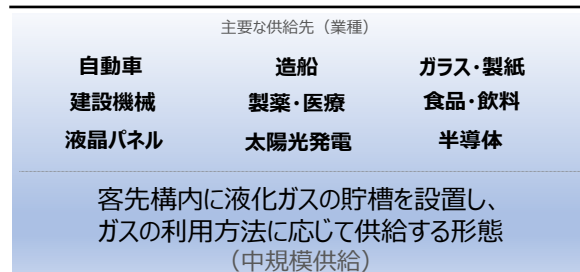 主要な供給先（業種）
自動車 造船 ガラス・製紙
建設機械 製薬・医療 食品・飲料
液晶パネル 太陽光発電 半導体
客先構内に液化ガスの貯槽を設置し、
ガスの利用方法に応じて供給する形態
（中規模供給）